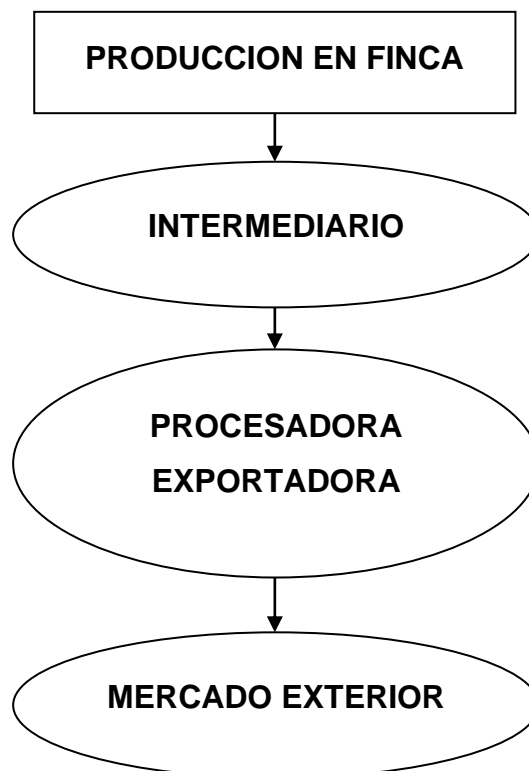 PRODUCCION EN FINCA
INTERMEDIARIO
PROCESADORA
EXPORTADORA
MERCADO EXTERIOR